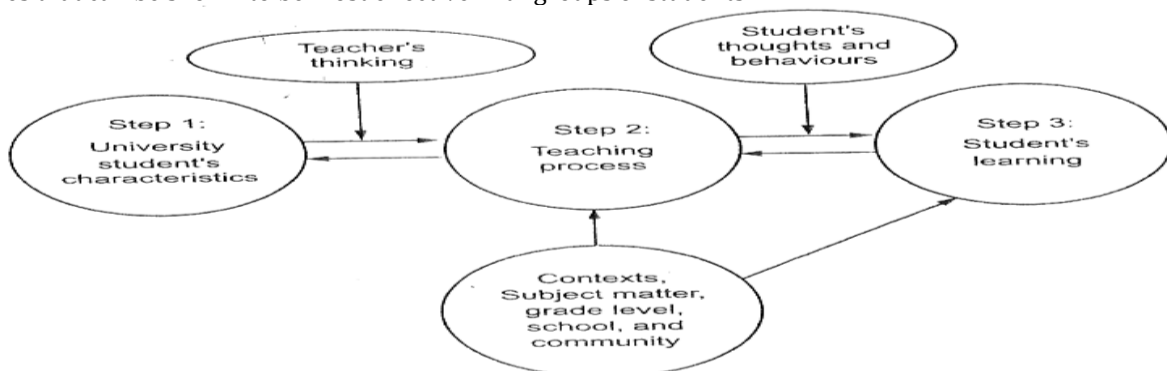 Teacher's
thinking
Student's
thoughts and
behaviours
Step 1:
University
student's
characteristics
Step 2:
Teaching
process
Step 3:
Student's
learning
Contexts,
Subject matter,
grade level,
school, and
community